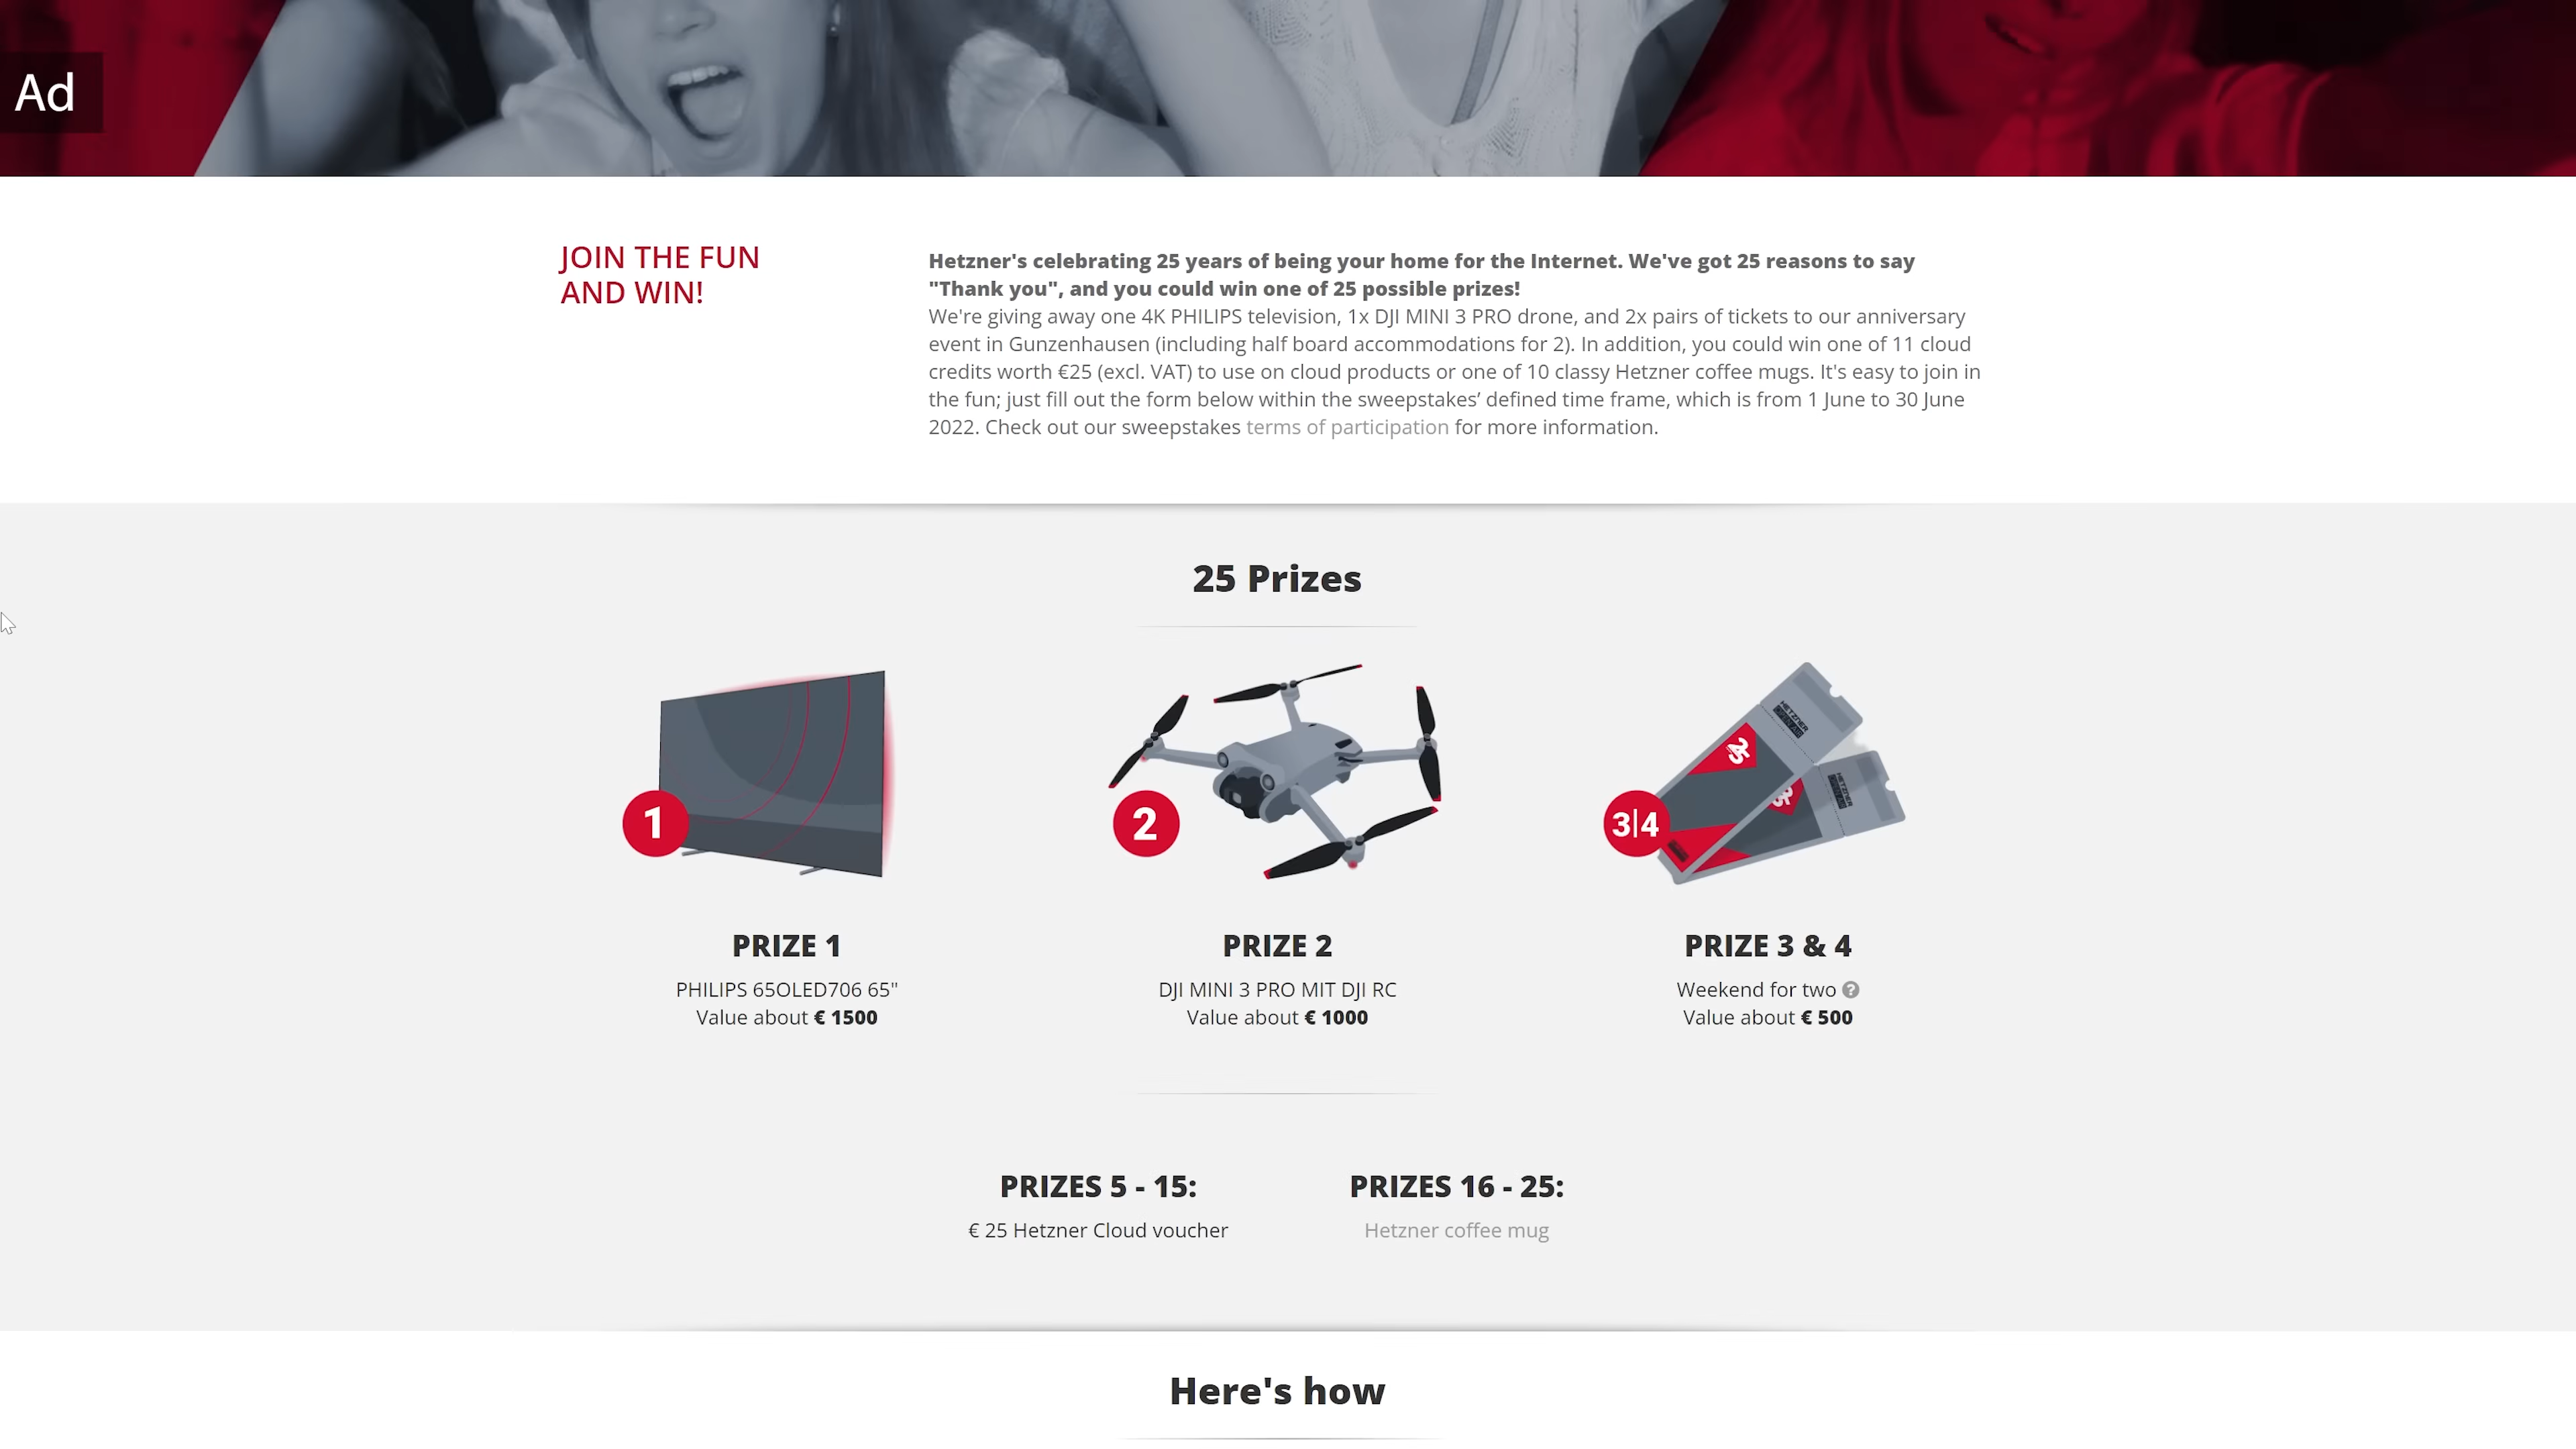 Ad
JOIN THE FUN
AND WIN!
Hetzner's celebrating 25 years of being your home for the Internet. We've got 25 reasons to say
"Thank you", and you could win one of 25 possible prizes!
We're giving away one 4K PHILIPS television, 1x DJI MINI 3 PRO drone, and 2x pairs of tickets to our anniversary
event in Gunzenhausen (including half board accommodations for 2). In addition, you could win one of 11 cloud
credits worth €25 (excl. VAT) to use on cloud products or one of 10 classy Hetzner coffee mugs. It's easy to join in
the fun; just fill out the form below within the sweepstakes’ defined time frame, which is from 1 June to 30 June
2022. Check out our sweepstakes terms of participation for more information.
25 Prizes
1
2
3|4
HETZNER
25
HETZNER
PRIZE 1
PHILIPS 65OLED706 65"
Value about € 1500
PRIZE 2
DJI MINI 3 PRO MIT DJI RC
Value about € 1000
PRIZE 3 & 4
Weekend for two ?
Value about € 500
PRIZES 5 - 15:
€ 25 Hetzner Cloud voucher
PRIZES 16 - 25:
Hetzner coffee mug
Here's how